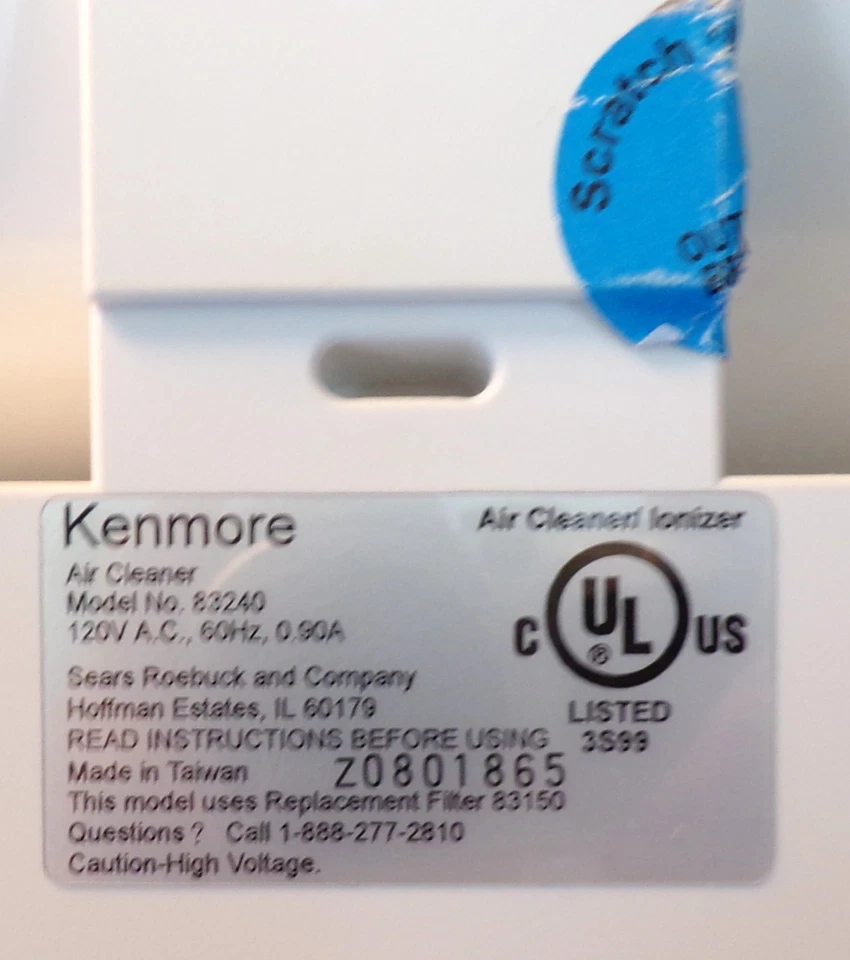 Scratch
OUT
Kenmore
Air Cleaner/ Ionizer
Air Cleaner
Model No. 83240
120V A.C., 60Hz, 0.90A
C UL® US
Sears Roebuck and Company
Hoffman Estates, IL 60179
LISTED
READ INSTRUCTIONS BEFORE USING
3S99
Made in Taiwan Z0801865
This model uses Replacement Filter 83150
Questions? Call 1-888-277-2810
Caution-High Voltage.